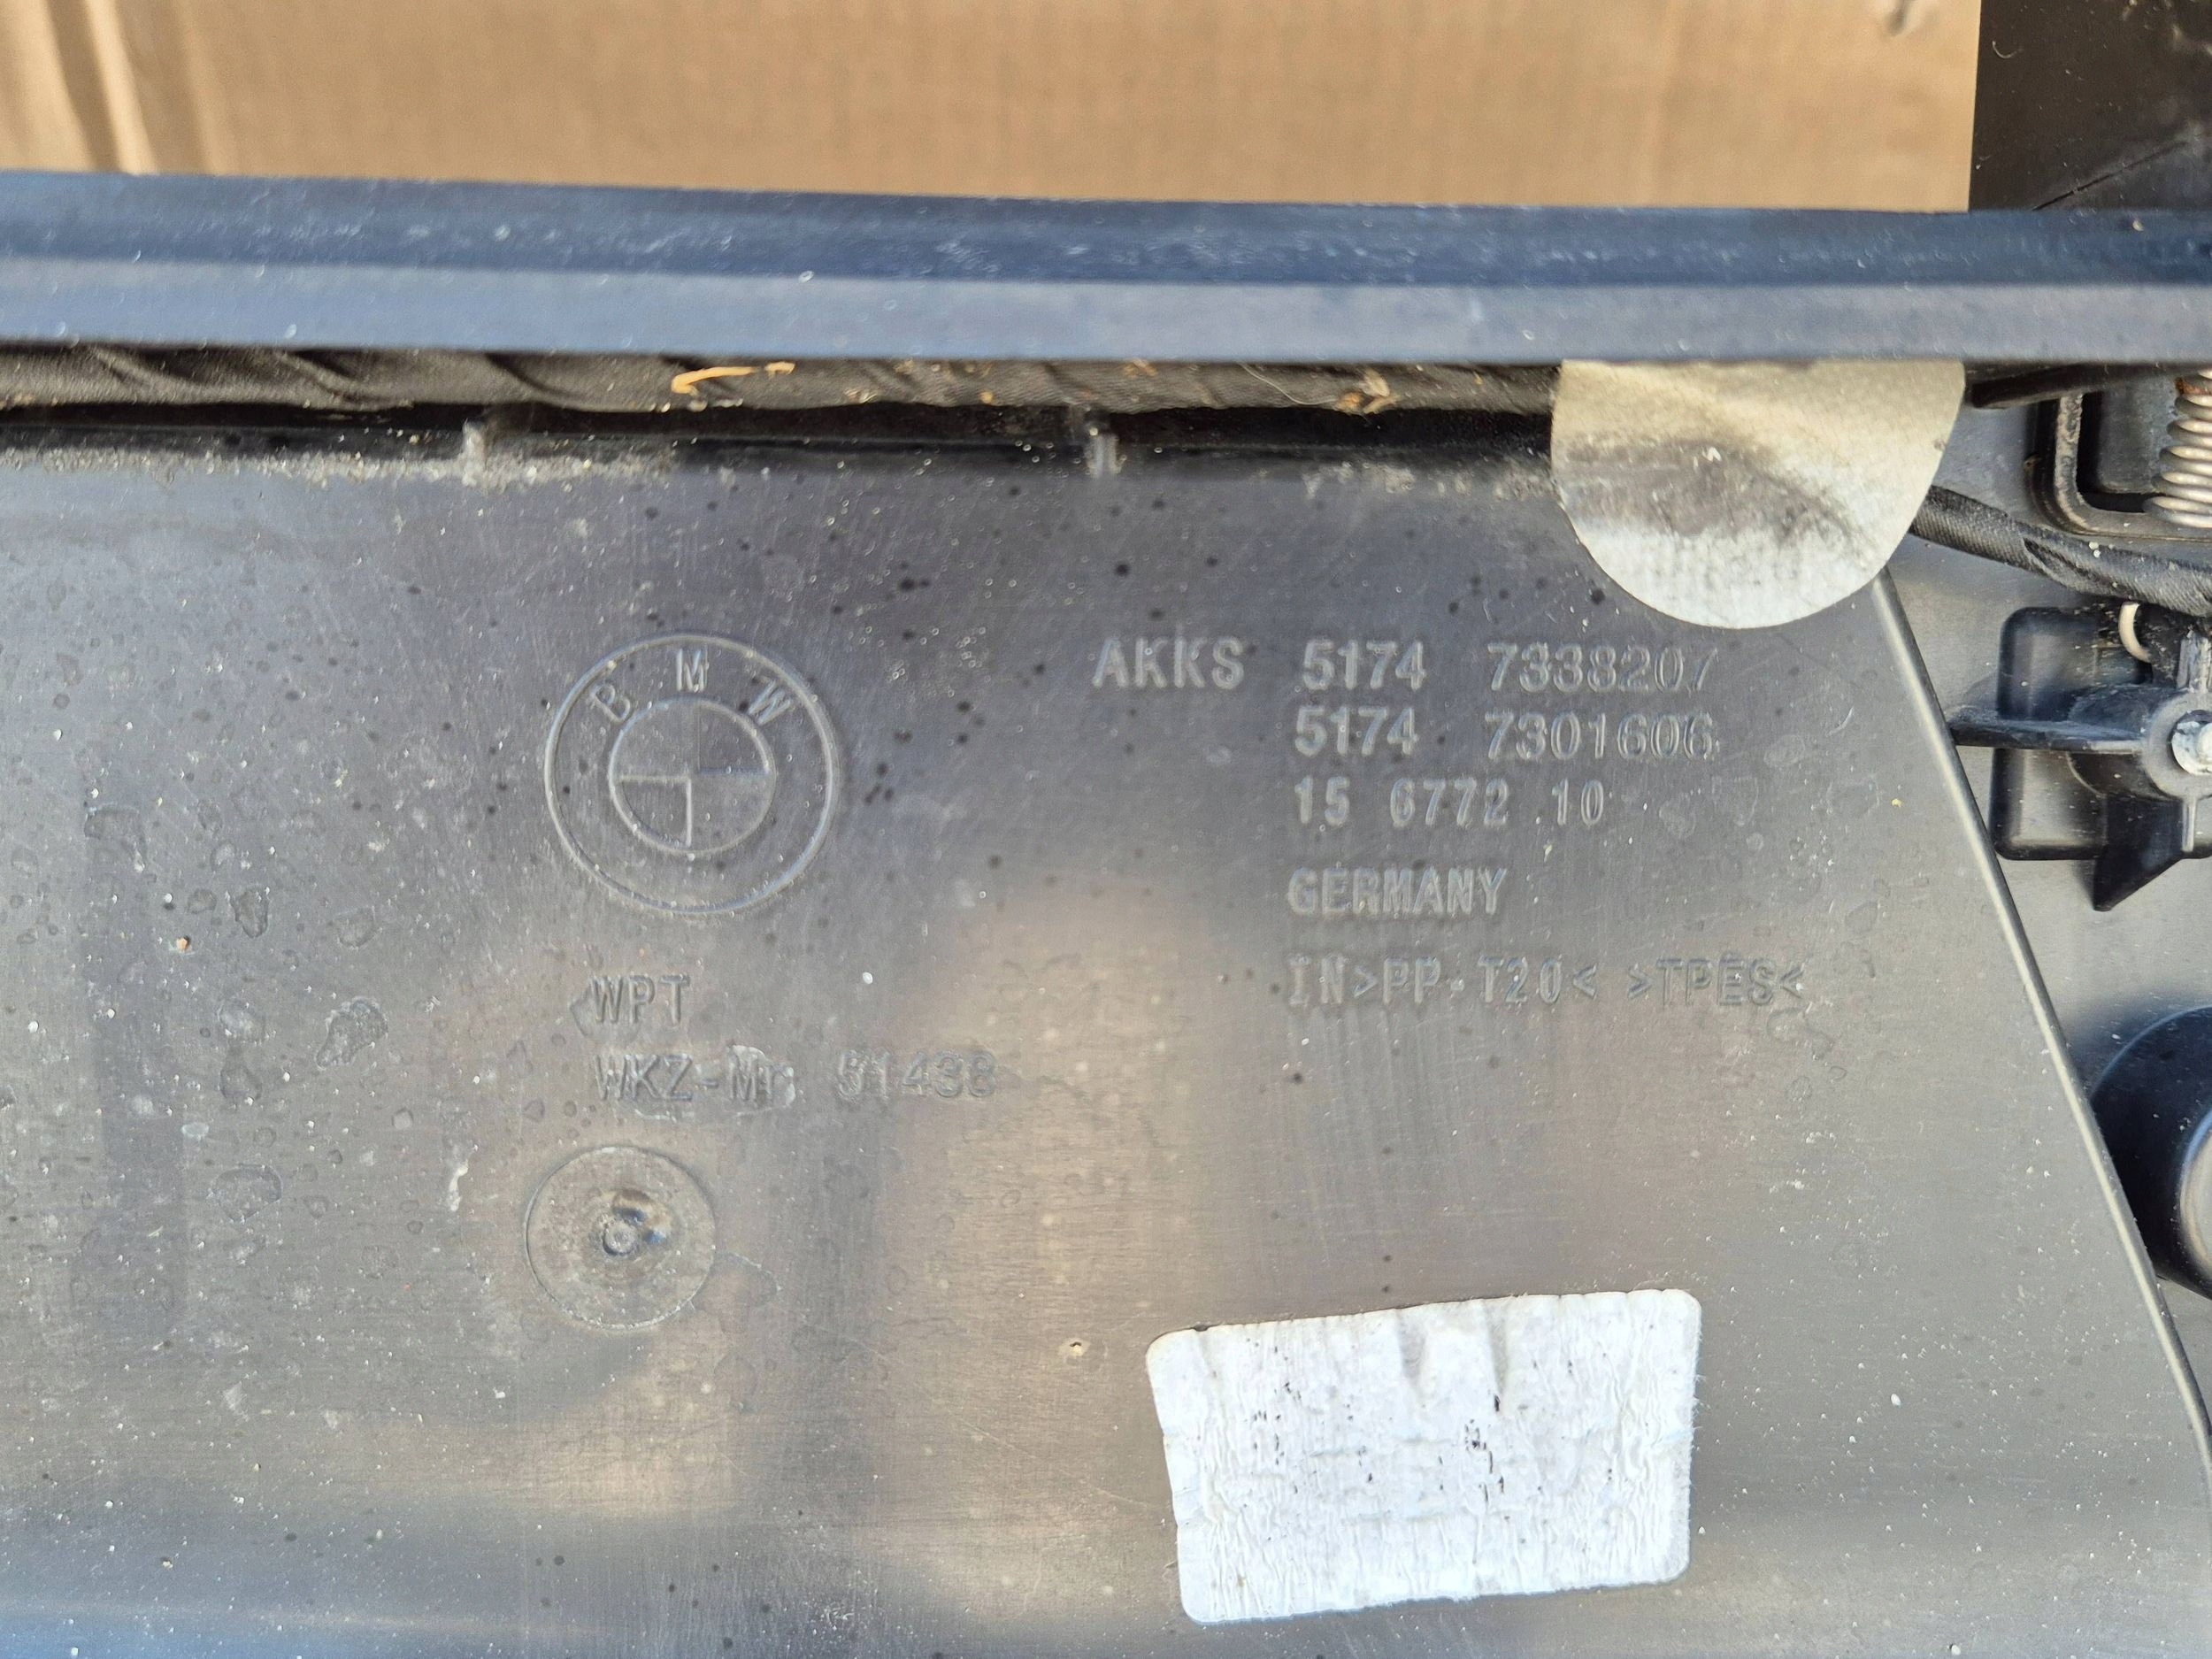 BMW
AKKS 5174 7338207
5174 7301606
15 6772 10
GERMANY
IN>PP-T20< >TPES<
WPT
WKZ-Nr. 51438